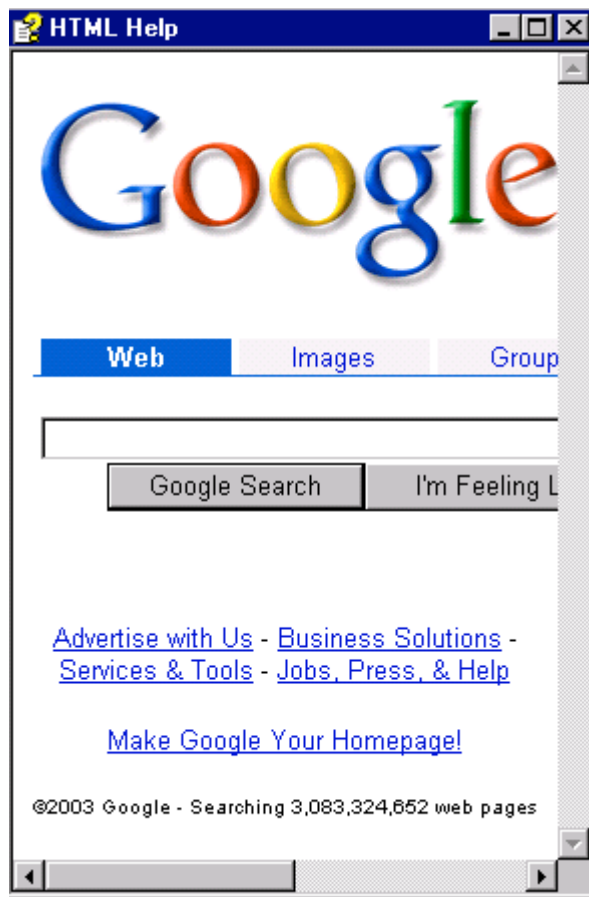 HTML Help
Google
Web Images Group
Google Search I'm Feeling L
Advertise with Us - Business Solutions -
Services & Tools - Jobs, Press, & Help
Make Google Your Homepage!
©2003 Google - Searching 3,083,324,652 web pages